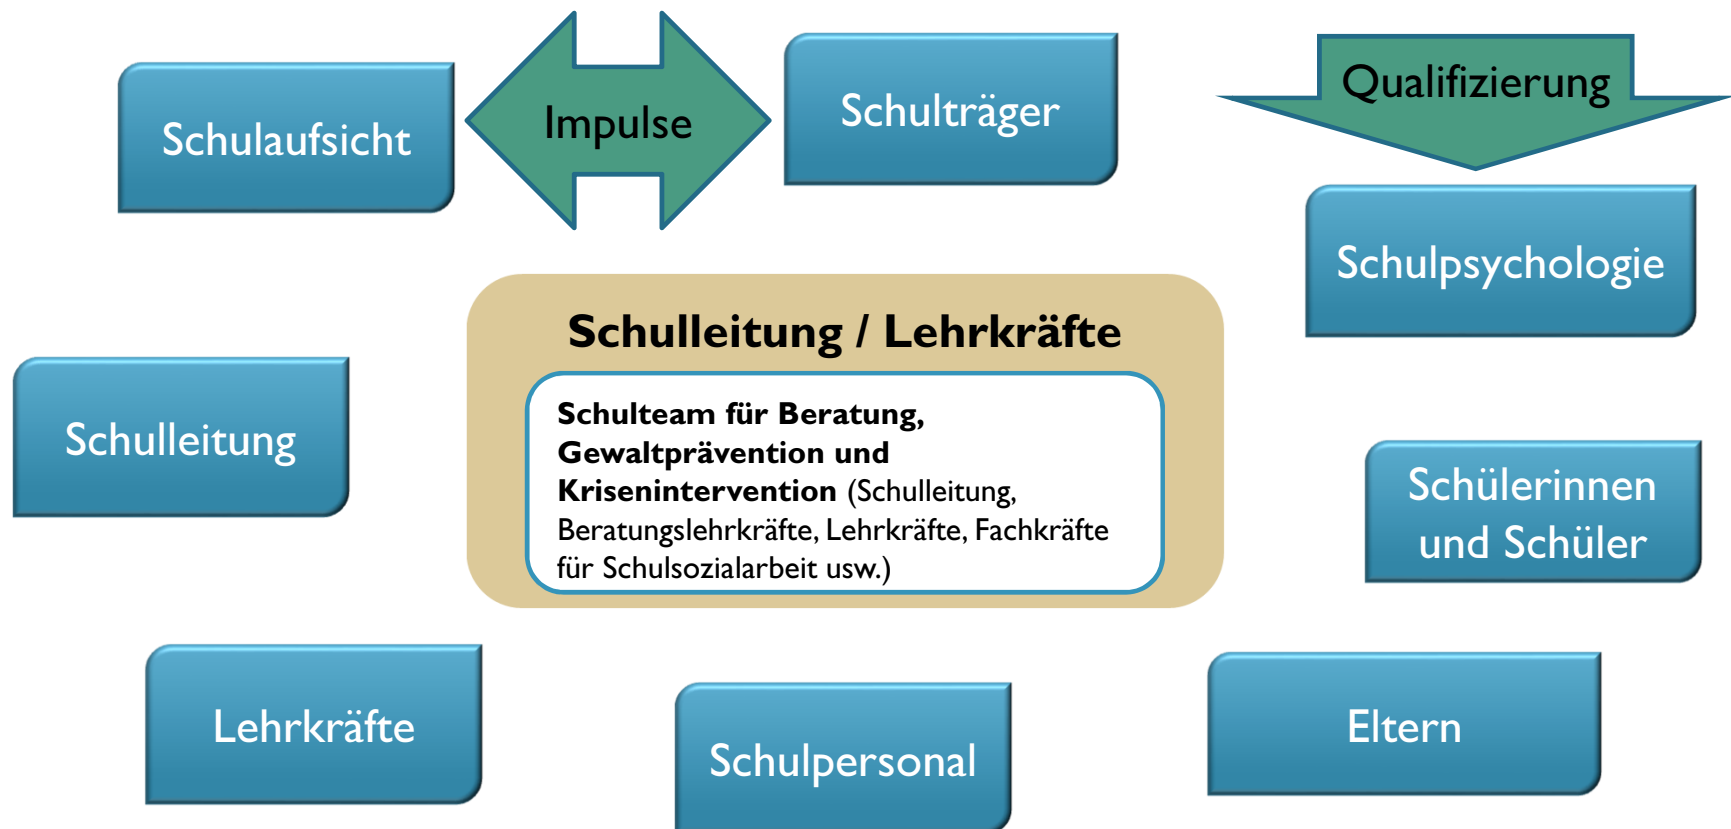 Schulaufsicht
Impulse
Schulträger
Qualifizierung
Schulpsychologie
Schulleitung / Lehrkräfte
Schulteam für Beratung,
Gewaltprävention und
Krisenintervention (Schulleitung,
Beratungslehrkräfte, Lehrkräfte, Fachkräfte
für Schulsozialarbeit usw.)
Schulleitung
Schülerinnen
und Schüler
Lehrkräfte
Schulpersonal
Eltern